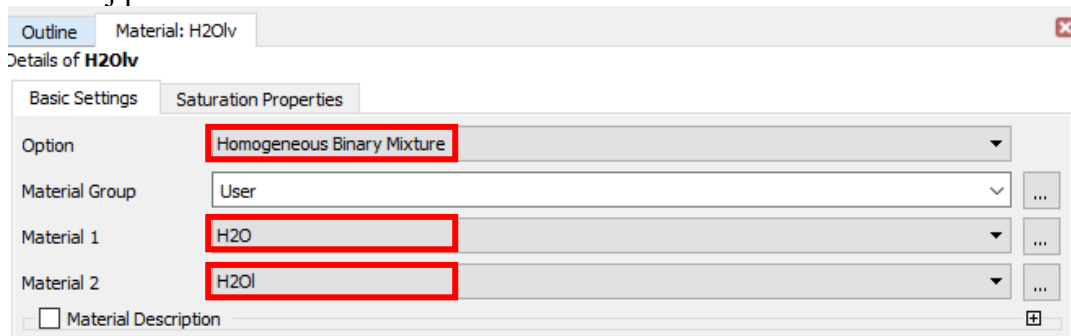 Outline Material: H2Olv
Details of H2Olv
Basic Settings Saturation Properties
Option Homogeneous Binary Mixture
Material Group User ...
Material 1 H2O ...
Material 2 H2Ol ...
Material Description